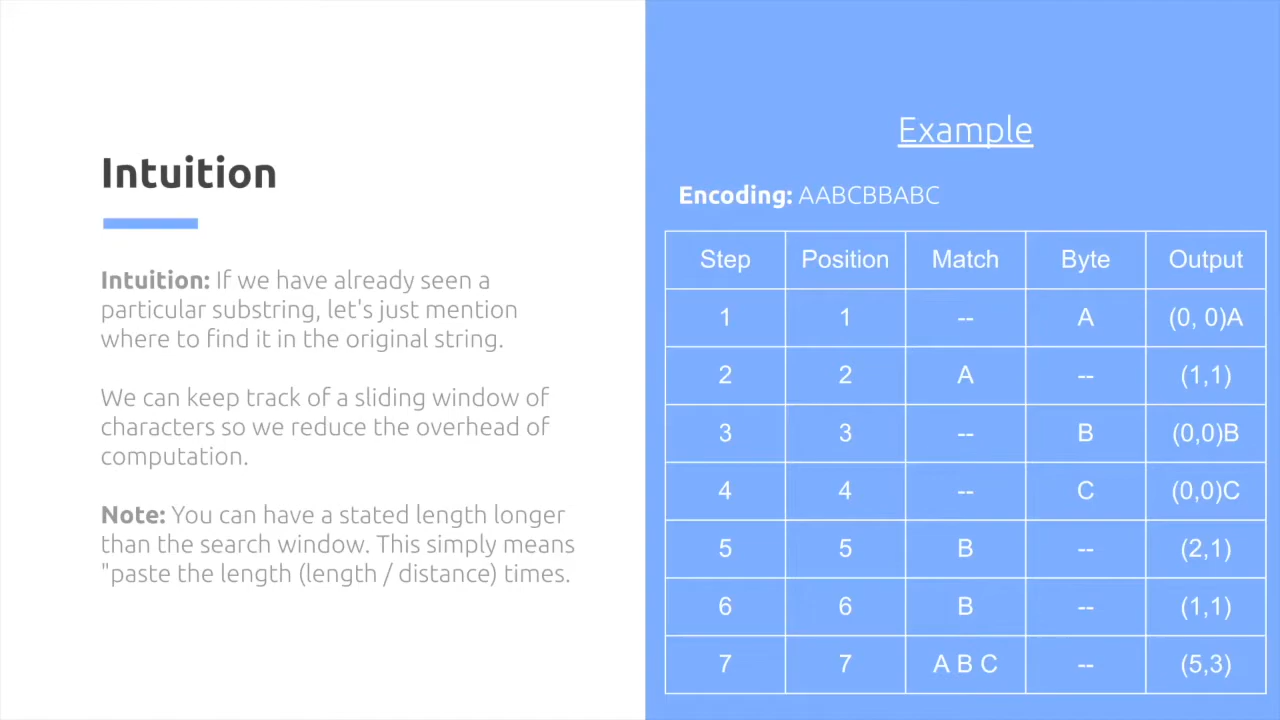 Intuition
Intuition: If we have already seen a
particular substring, let's just mention
where to find it in the original string.
We can keep track of a sliding window of
characters so we reduce the overhead of
computation.
Note: You can have a stated length longer
than the search window. This simply means
"paste the length (length / distance) times.
Example
Encoding: AABCBBABC
Step Position Match Byte Output
1 1 -- A (0, 0)A
2 2 A -- (1,1)
3 3 -- B (0,0)B
4 4 -- C (0,0)C
5 5 B -- (2,1)
6 6 B -- (1,1)
7 7 A B C -- (5,3)